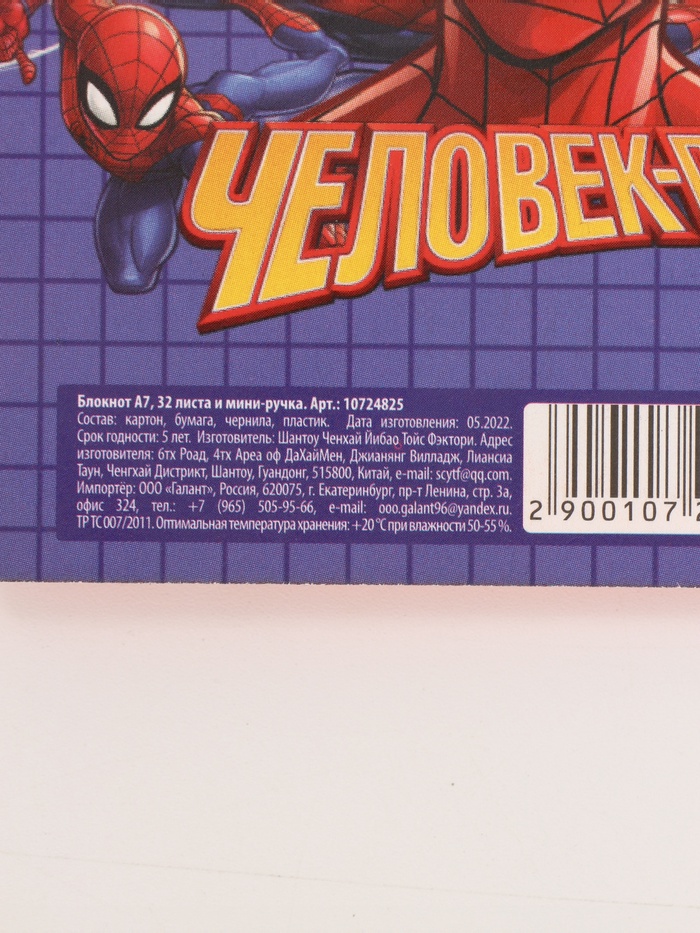 ЧЕЛОВЕК-
Блокнот А7, 32 листа и мини-ручка. Арт.: 10724825
Состав: картон, бумага, чернила, пластик. Дата изготовления: 05.2022.
Срок годности: 5 лет. Изготовитель: Шантоу Ченхай Йибао Тойс Фэктори. Адрес
изготовителя: 6тх Роад, 4тх Ареа оф ДаХайМен, Джианянг Вилладж, Лиансиа
Таун, Ченгхай Дистрикт, Шантоу, Гуандонг, 515800, Китай, e-mail: scytf@qq.com.
Импортёр: ООО «Галант», Россия, 620075, г. Екатеринбург, пр-т Ленина, стр. 3а,
офис 324, тел.: +7 (965) 505-95-66, e-mail: ooo.galant96@yandex.ru.
ТР ТС 007/2011. Оптимальная температура хранения: +20 °С при влажности 50-55 %.
2 900107